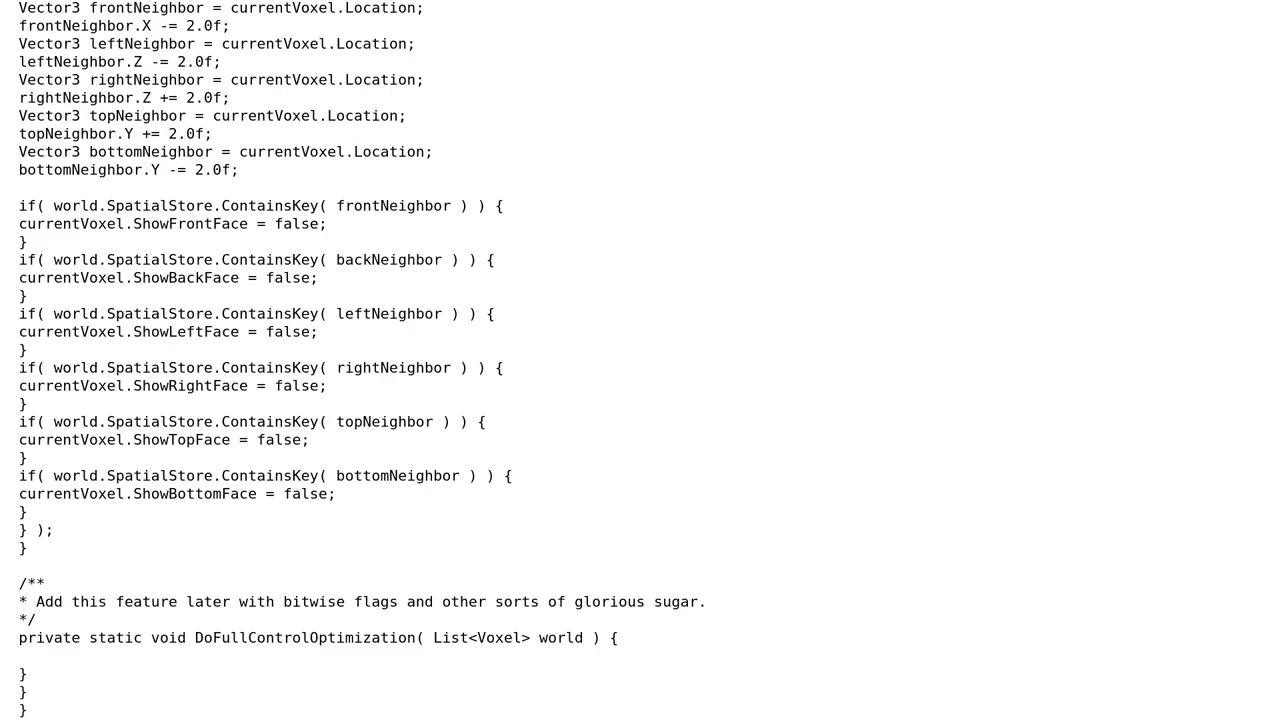 Vector3 frontNeighbor = currentVoxel.Location;
frontNeighbor.X -= 2.0f;
Vector3 leftNeighbor = currentVoxel.Location;
leftNeighbor.Z -= 2.0f;
Vector3 rightNeighbor = currentVoxel.Location;
rightNeighbor.Z += 2.0f;
Vector3 topNeighbor = currentVoxel.Location;
topNeighbor.Y += 2.0f;
Vector3 bottomNeighbor = currentVoxel.Location;
bottomNeighbor.Y -= 2.0f;

if( world.SpatialStore.ContainsKey( frontNeighbor ) ) {
currentVoxel.ShowFrontFace = false;
}
if( world.SpatialStore.ContainsKey( backNeighbor ) ) {
currentVoxel.ShowBackFace = false;
}
if( world.SpatialStore.ContainsKey( leftNeighbor ) ) {
currentVoxel.ShowLeftFace = false;
}
if( world.SpatialStore.ContainsKey( rightNeighbor ) ) {
currentVoxel.ShowRightFace = false;
}
if( world.SpatialStore.ContainsKey( topNeighbor ) ) {
currentVoxel.ShowTopFace = false;
}
if( world.SpatialStore.ContainsKey( bottomNeighbor ) ) {
currentVoxel.ShowBottomFace = false;
}
} );
}

/**
* Add this feature later with bitwise flags and other sorts of glorious sugar.
*/
private static void DoFullControlOptimization( List<Voxel> world ) {

}
}
}